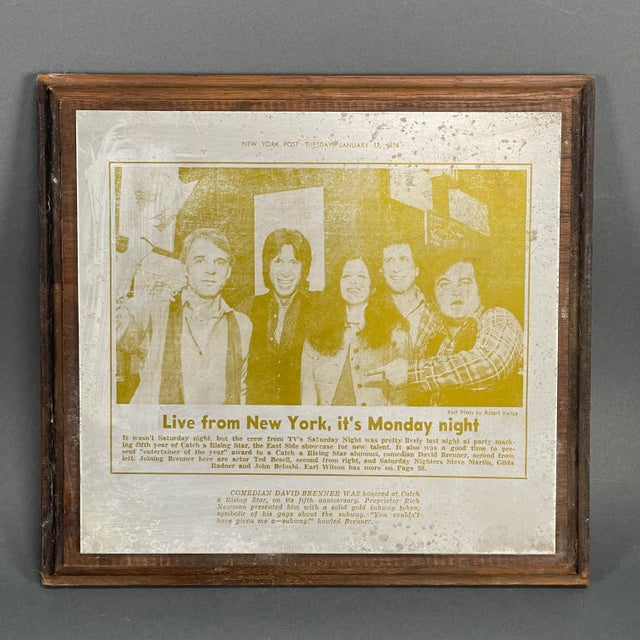 NEW YORK POST TUESDAY, JANUARY 17, 1978
Post Photo by Robert Kalfus
Live from New York, it's Monday night
It wasn't Saturday night, but the crew from TV's Saturday Night was pretty lively last night at party mark-
ing fifth year of Catch a Rising Star, the East Side showcase for new talent. It also was a good time to pre-
sent "entertainer of the year" award to a Catch a Rising Star alumnus, comedian David Brenner, second from
left. Joining Brenner here are actor Ted Bessll, second from right, and Saturday Nighters Steve Martin, Gilda
Radner and John Belushi. Earl Wilson has more on Page 58.
COMEDIAN DAVID BRENNER WAS honored at Catch
a Rising Star, on its fifth anniversary. Proprietor Rich
Newman presented him with a solid gold subway token,
symbolic of his gags about the subway. "You couldn't
have given me a—subway!" howled Brenner.